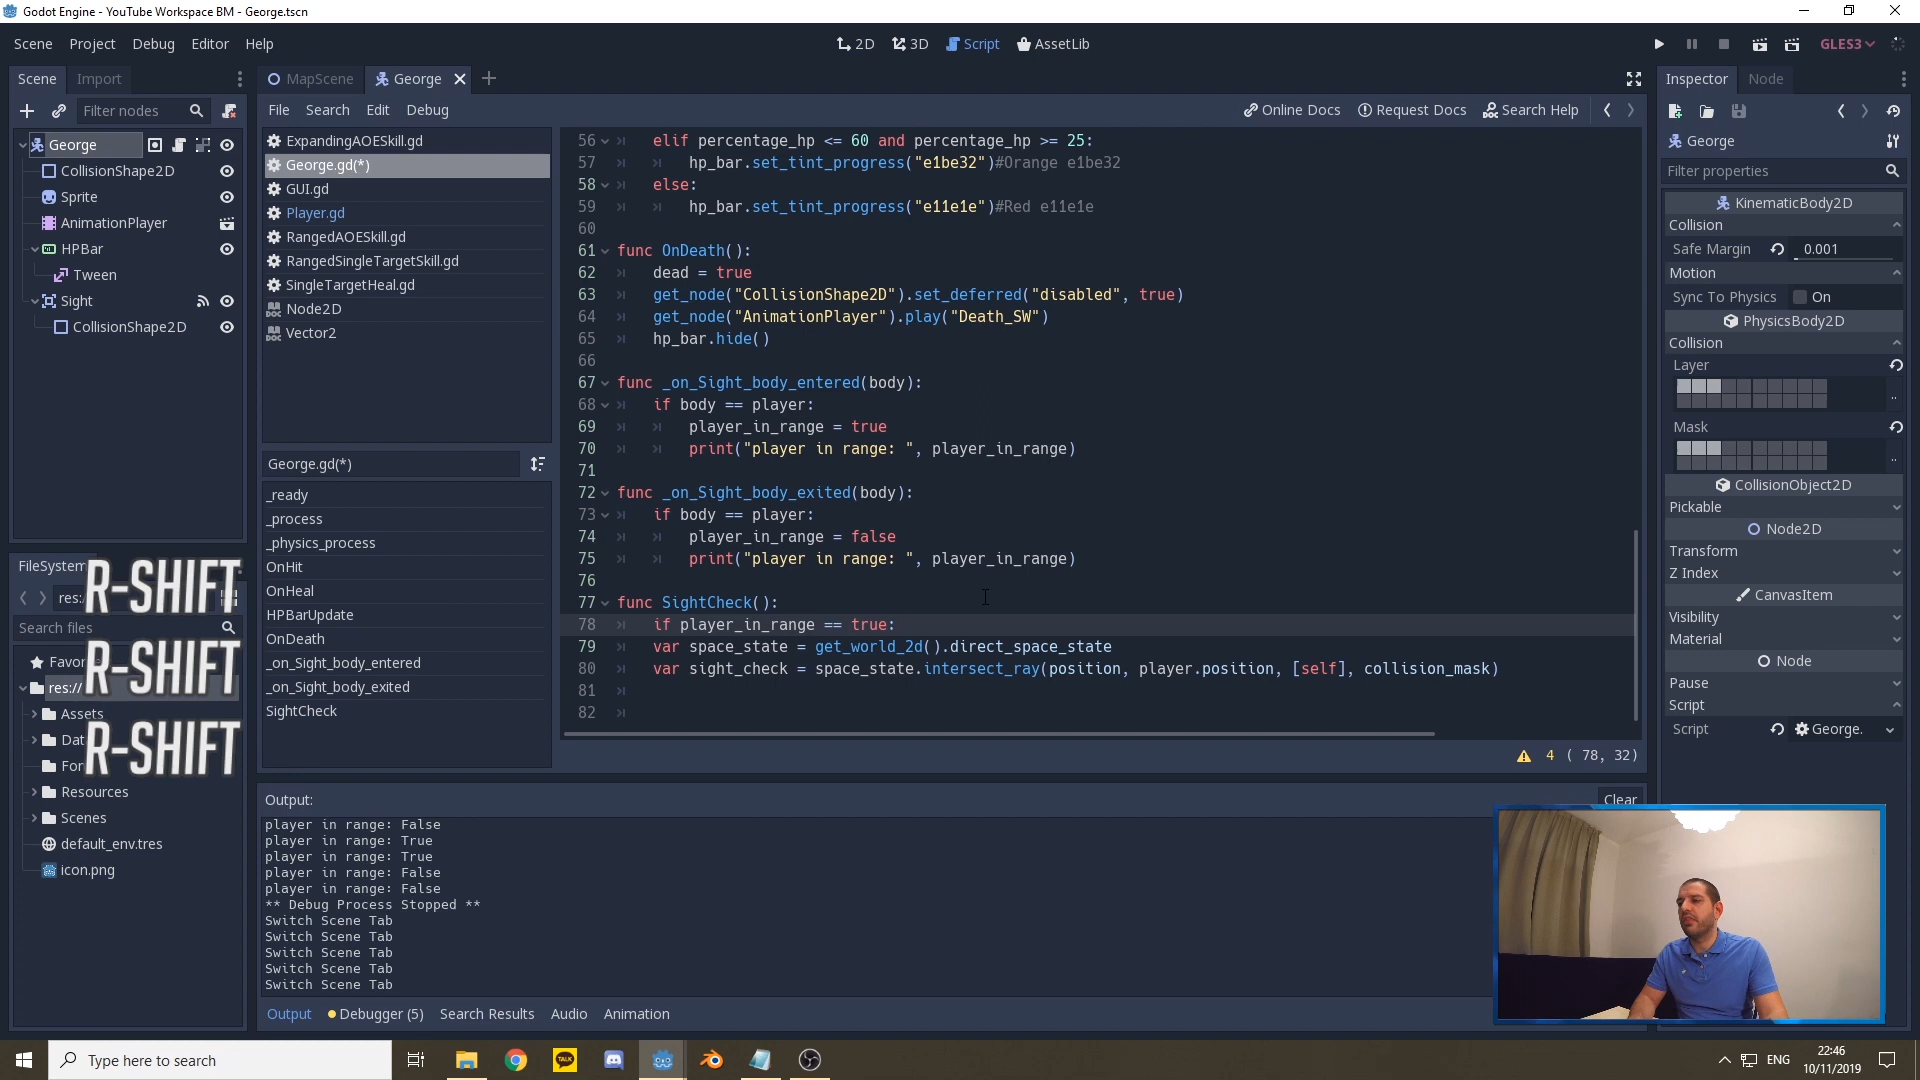 Godot Engine - YouTube Workspace BM - George.tscn
Scene Project Debug Editor Help
2D 3D Script AssetLib
GLES3
Scene Import
MapScene George
Inspector Node
Filter nodes
File Search Edit Debug
Online Docs Request Docs Search Help
George
CollisionShape2D
Sprite
AnimationPlayer
HPBar
Tween
Sight
CollisionShape2D
ExpandingAOESkill.gd
George.gd(*)
GUI.gd
Player.gd
RangedAOESkill.gd
RangedSingleTargetSkill.gd
SingleTargetHeal.gd
Node2D
Vector2
George.gd(*)
_ready
_process
_physics_process
OnHit
OnHeal
HPBarUpdate
OnDeath
_on_Sight_body_entered
_on_Sight_body_exited
SightCheck
56 elif percentage_hp <= 60 and percentage_hp >= 25:
57 hp_bar.set_tint_progress("e1be32")#Orange e1be32
58 else:
59 hp_bar.set_tint_progress("e11e1e")#Red e11e1e
60
61 func OnDeath():
62 dead = true
63 get_node("CollisionShape2D").set_deferred("disabled", true)
64 get_node("AnimationPlayer").play("Death_SW")
65 hp_bar.hide()
66
67 func _on_Sight_body_entered(body):
68 if body == player:
69 player_in_range = true
70 print("player in range: ", player_in_range)
71
72 func _on_Sight_body_exited(body):
73 if body == player:
74 player_in_range = false
75 print("player in range: ", player_in_range)
76
77 func SightCheck():
78 if player_in_range == true:
79 var space_state = get_world_2d().direct_space_state
80 var sight_check = space_state.intersect_ray(position, player.position, [self], collision_mask)
81
82
4 ( 78, 32)
FileSystem
res:/
Search files
Favor
res://
Assets
Dat
For
Resources
Scenes
default_env.tres
icon.png
R-SHIFT
R-SHIFT
R-SHIFT
Output:
Clear
player in range: False
player in range: True
player in range: True
player in range: False
player in range: False
** Debug Process Stopped **
Switch Scene Tab
Switch Scene Tab
Switch Scene Tab
Switch Scene Tab
Switch Scene Tab
Output Debugger (5) Search Results Audio Animation
George
Filter properties
KinematicBody2D
Collision
Safe Margin 0.001
Motion
Sync To Physics On
PhysicsBody2D
Collision
Layer
..
Mask
..
CollisionObject2D
Pickable
Node2D
Transform
Z Index
CanvasItem
Visibility
Material
Node
Pause
Script
Script George.
Type here to search
TALK
ENG
22:46
10/11/2019